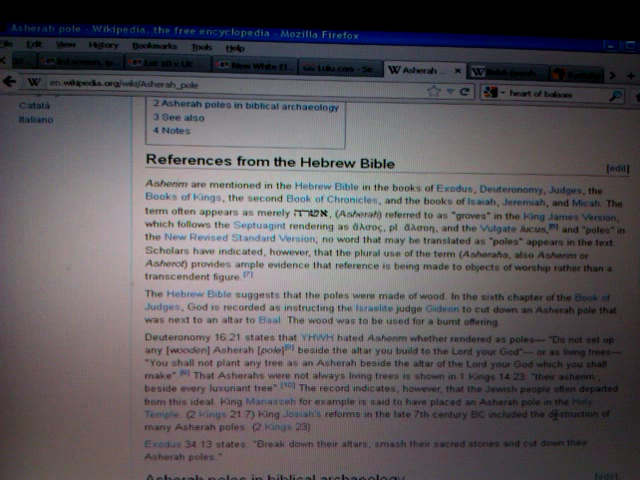 Asherah pole - Wikipedia, the free encyclopedia - Mozilla Firefox
File Edit View History Bookmarks Tools Help
Lulu.com - Se... Asherah ...
en.wikipedia.org/wiki/Asherah_pole heart of balaam
Català
Italiano
2 Asherah poles in biblical archaeology
3 See also
4 Notes
References from the Hebrew Bible [edit]
Asherim are mentioned in the Hebrew Bible in the books of Exodus, Deuteronomy, Judges, the
Books of Kings, the second Book of Chronicles, and the books of Isaiah, Jeremiah, and Micah. The
term often appears as merely אשרה, (Asherah) referred to as "groves" in the King James Version,
which follows the Septuagint rendering as ἄλσος, pl. ἄλση, and the Vulgate lucus,[6] and "poles" in
the New Revised Standard Version; no word that may be translated as "poles" appears in the text.
Scholars have indicated, however, that the plural use of the term (Asherahs, also Asherim or
Asherot) provides ample evidence that reference is being made to objects of worship rather than a
transcendent figure.[7]
The Hebrew Bible suggests that the poles were made of wood. In the sixth chapter of the Book of
Judges, God is recorded as instructing the Israelite judge Gideon to cut down an Asherah pole that
was next to an altar to Baal. The wood was to be used for a burnt offering.
Deuteronomy 16:21 states that YHWH hated Asherim whether rendered as poles— "Do not set up
any [wooden] Asherah [pole][8] beside the altar you build to the Lord your God"— or as living trees—
"You shall not plant any tree as an Asherah beside the altar of the Lord your God which you shall
make" [9] That Asherahs were not always living trees is shown in 1 Kings 14:23: "their asherim,
beside every luxuriant tree" [10] The record indicates, however, that the Jewish people often departed
from this ideal. King Manasseh for example is said to have placed an Asherah pole in the Holy
Temple. (2 Kings 21:7) King Josiah's reforms in the late 7th century BC included the destruction of
many Asherah poles. (2 Kings 23)
Exodus 34:13 states: "Break down their altars, smash their sacred stones and cut down their
Asherah poles."
Asherah poles in biblical archaeology [edit]